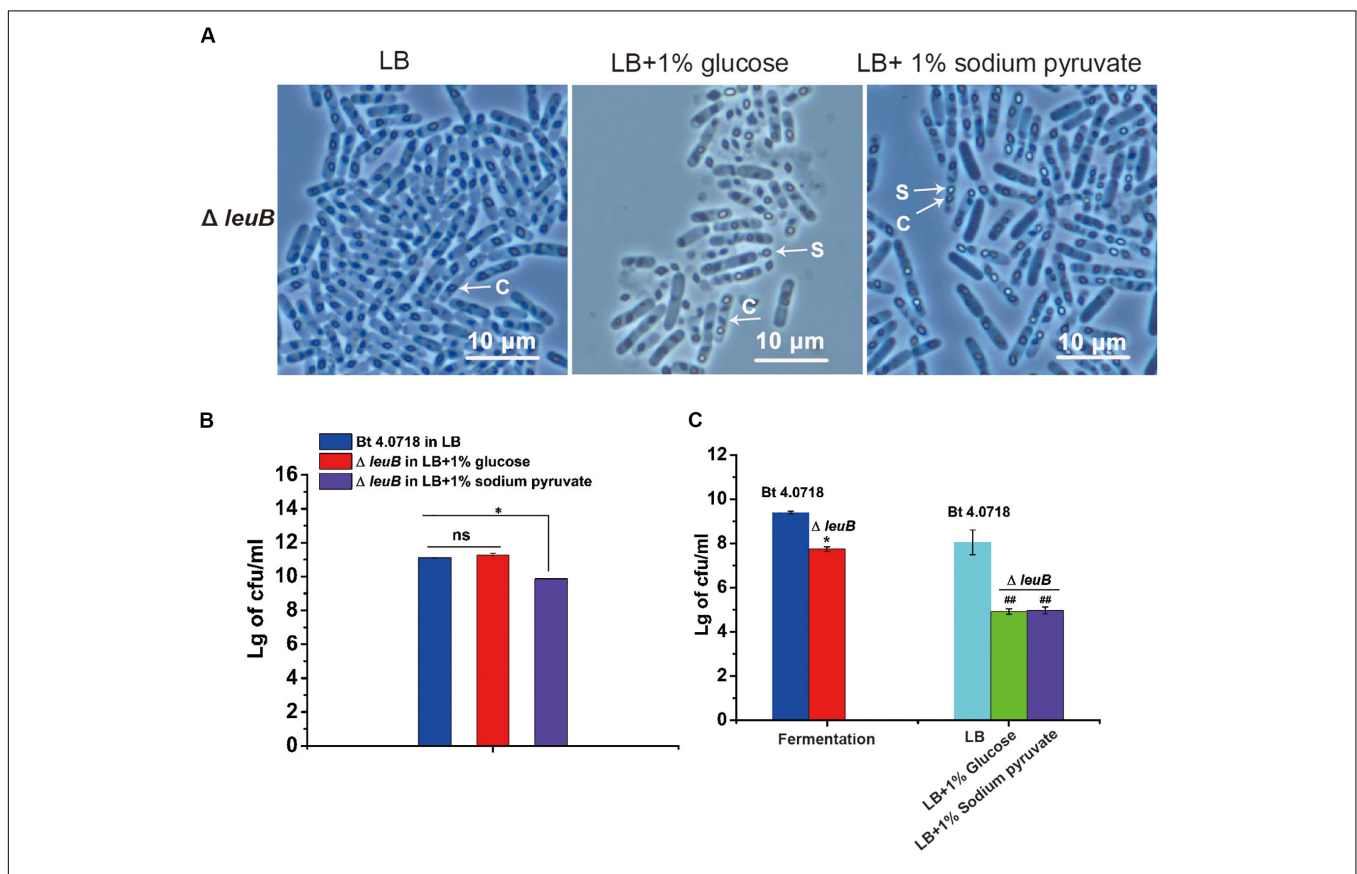 A
LB
LB+1% glucose
LB+ 1% sodium pyruvate
Δ leuB
C
10 μm
S
C
10 μm
S
C
10 μm
B
Bt 4.0718 in LB
Δ leuB in LB+1% glucose
Δ leuB in LB+1% sodium pyruvate
Lg of cfu/ml
16
14
12
10
8
6
4
2
0
ns
*
C
Lg of cfu/ml
12
10
8
6
4
2
0
Bt 4.0718
Δ leuB
*
Bt 4.0718
Δ leuB
## ##
Fermentation
LB
LB+1% Glucose
LB+1% Sodium pyruvate